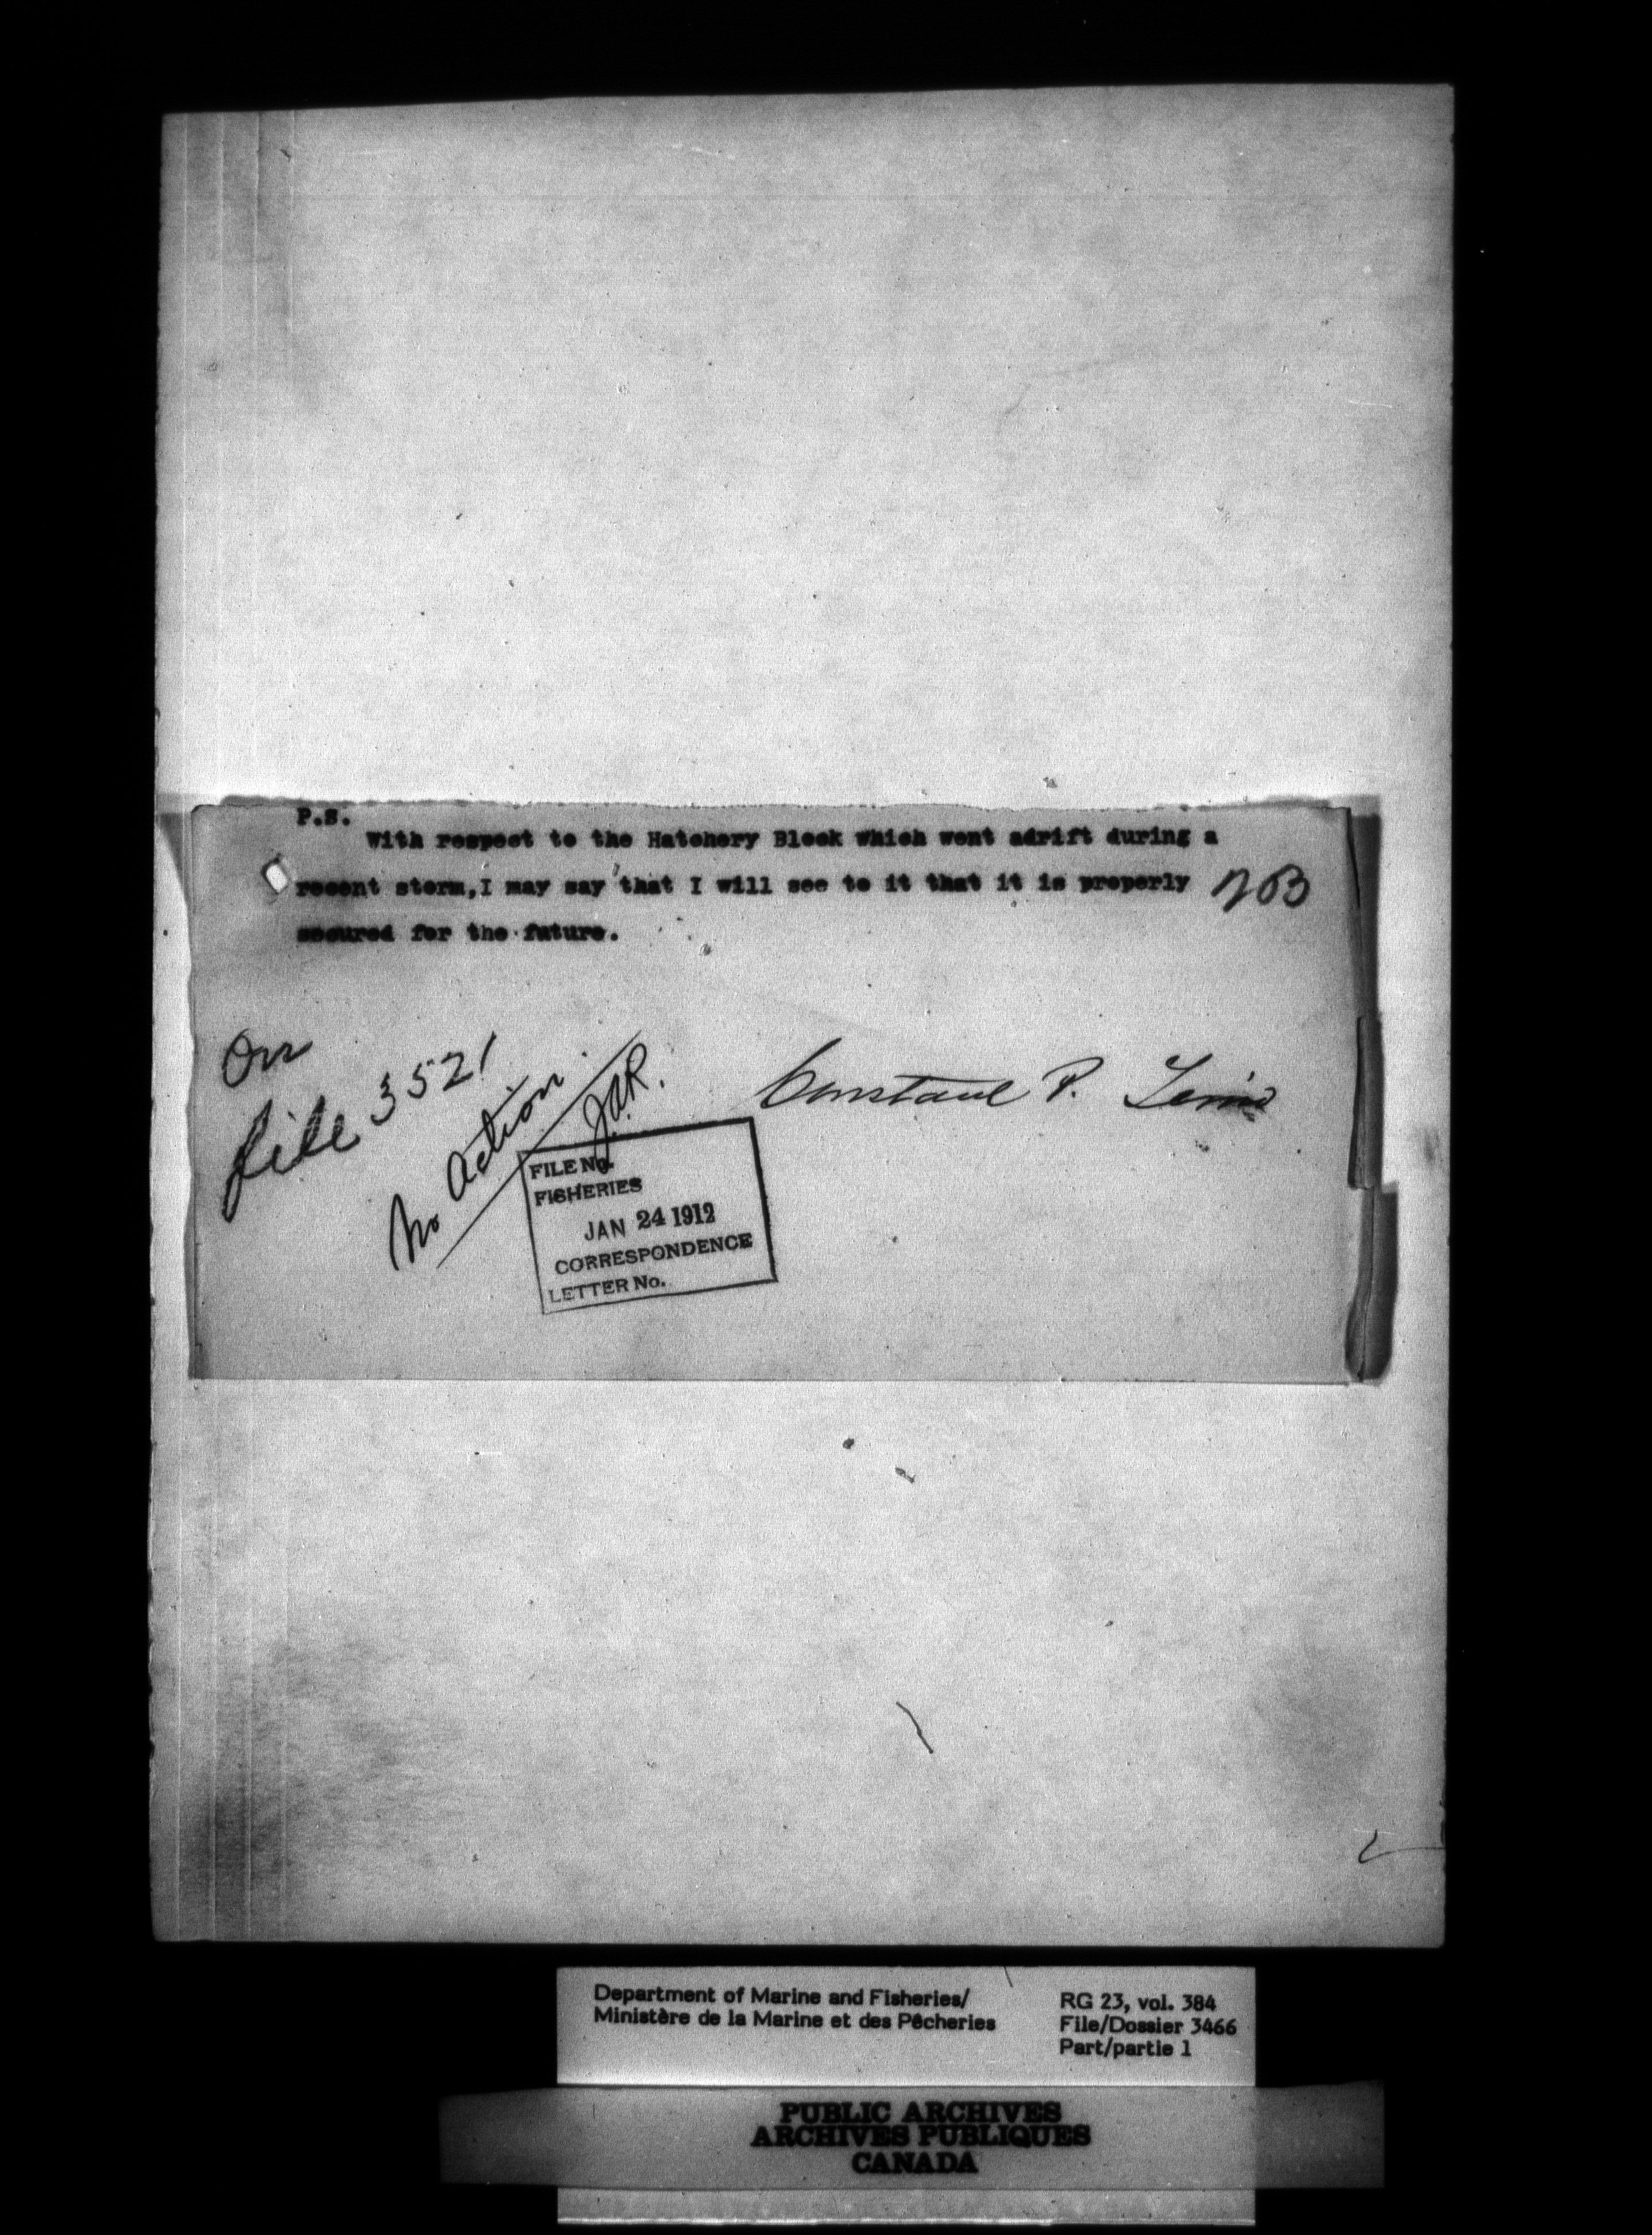 P.S.
With respect to the Hatchery Block which went adrift during a
recent storm, I may say that I will see to it that it is properly
secured for the future.
203
On
file 3521
No action
J.A.R.
P.
FILE No.
FISHERIES
JAN 24 1912
CORRESPONDENCE
LETTER No.
Department of Marine and Fisheries/
Ministère de la Marine et des Pêcheries
RG 23, vol. 384
File/Dossier 3466
Part/partie 1
PUBLIC ARCHIVES
ARCHIVES PUBLIQUES
CANADA